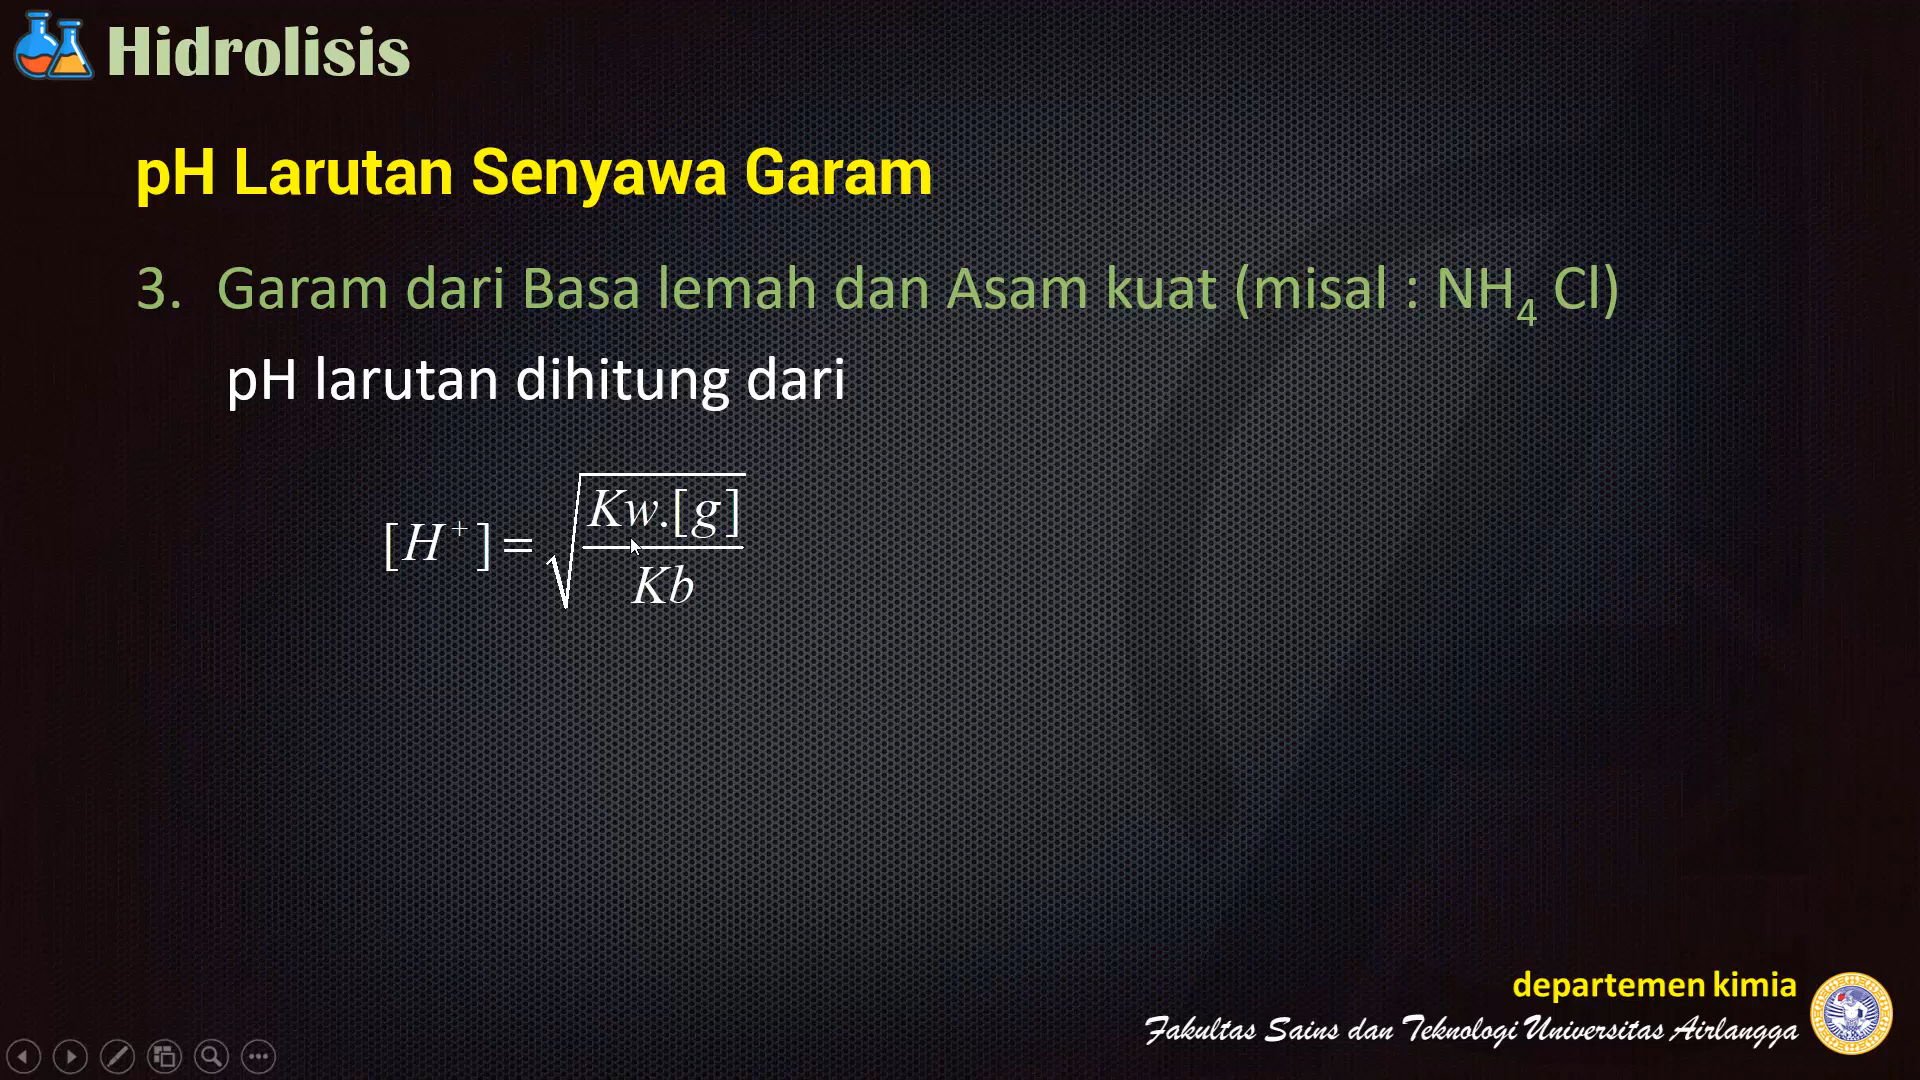 Hidrolisis
pH Larutan Senyawa Garam
3. Garam dari Basa lemah dan Asam kuat (misal : NH₄ Cl)
pH larutan dihitung dari
[H⁺] = √(Kw.[g] / Kb)
departemen kimia
Fakultas Sains dan Teknologi Universitas Airlangga